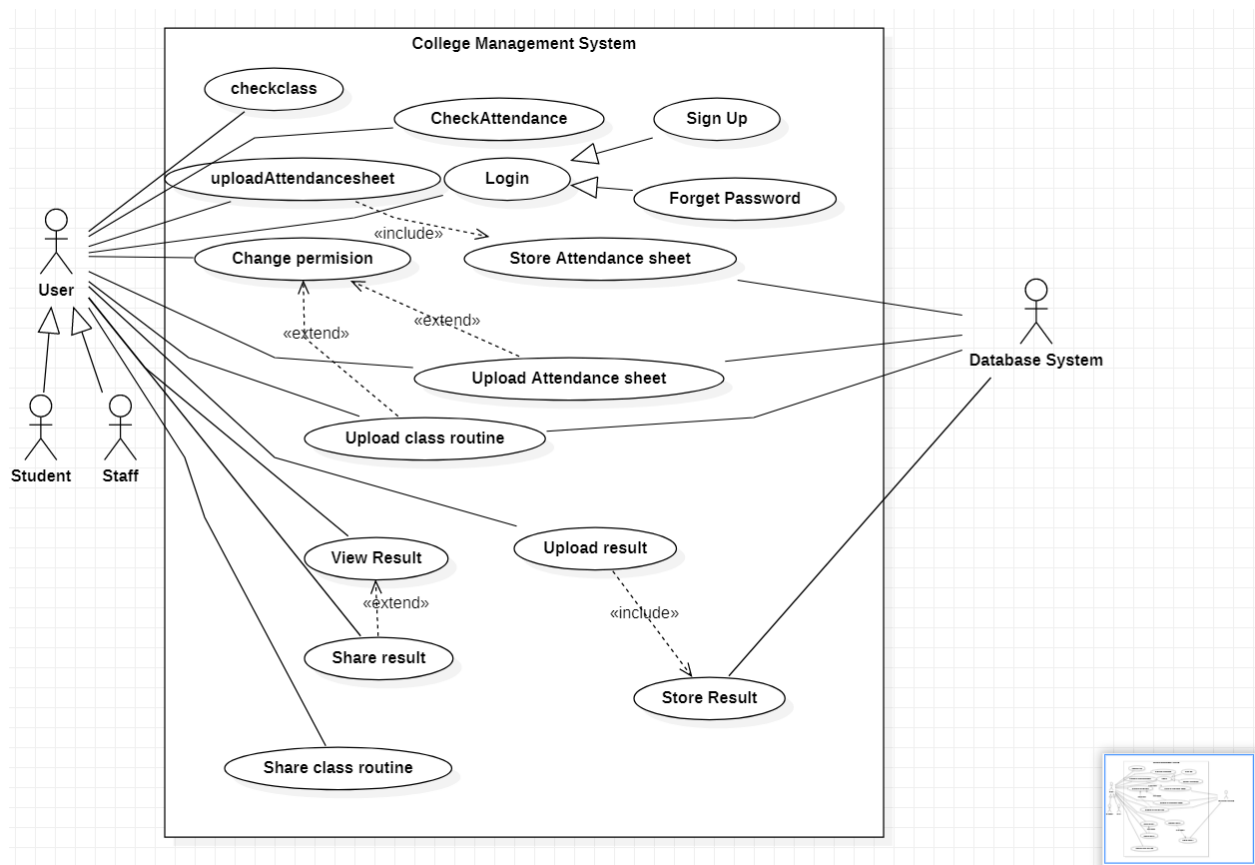 College Management System
checkclass
CheckAttendance
Sign Up
uploadAttendancesheet
Login
Forget Password
«include»
Change permision
Store Attendance sheet
User
«extend»
«extend»
Database System
Upload Attendance sheet
Upload class routine
Student
Staff
View Result
Upload result
«extend»
«include»
Share result
Store Result
Share class routine